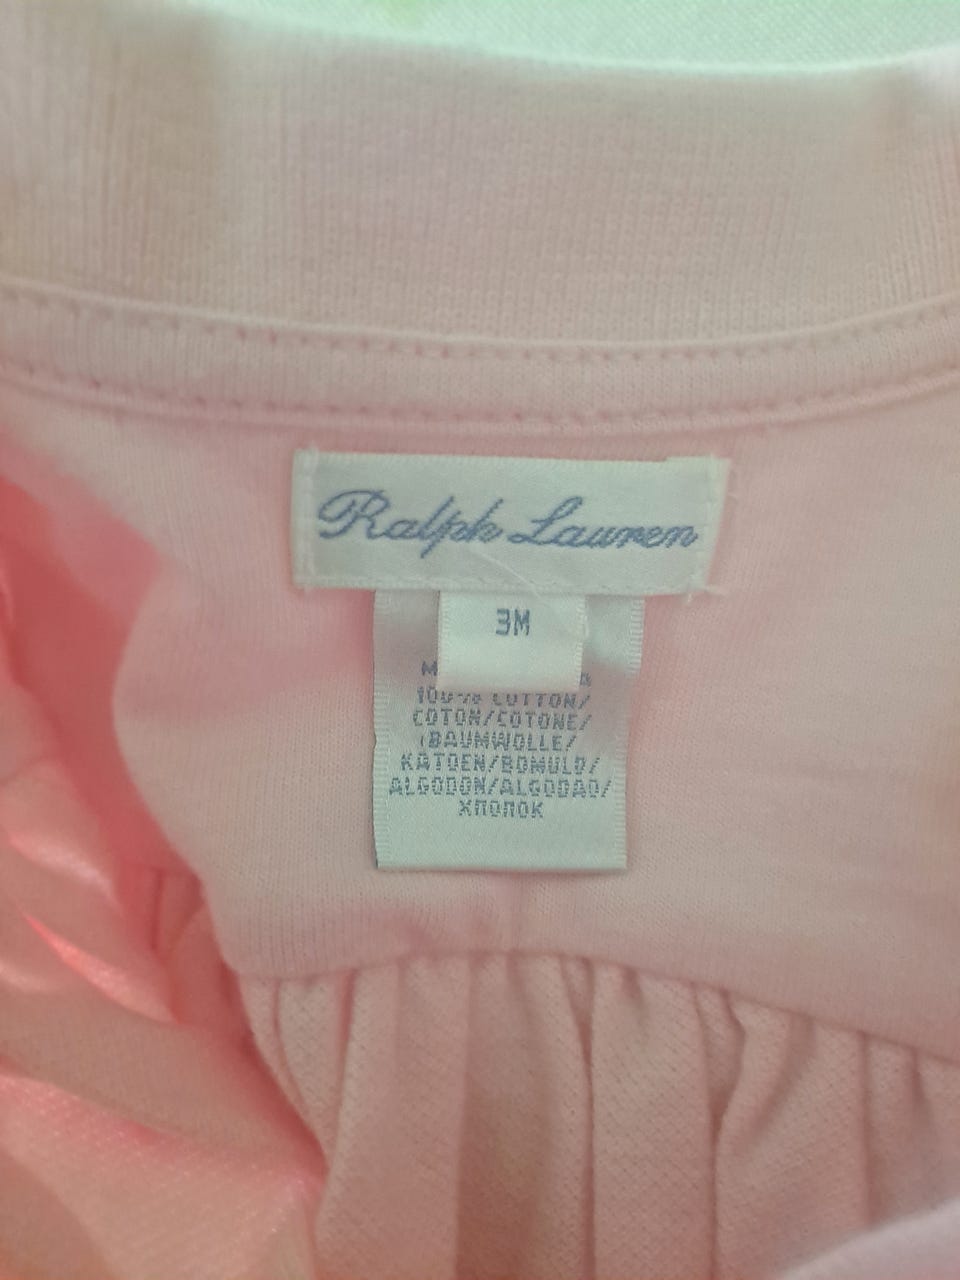 Ralph Lauren
3M
100% COTTON/
COTON/COTONE/
BAUMWOLLE/
KATOEN/BOMULD/
ALGODON/ALGODAO/
хлопок